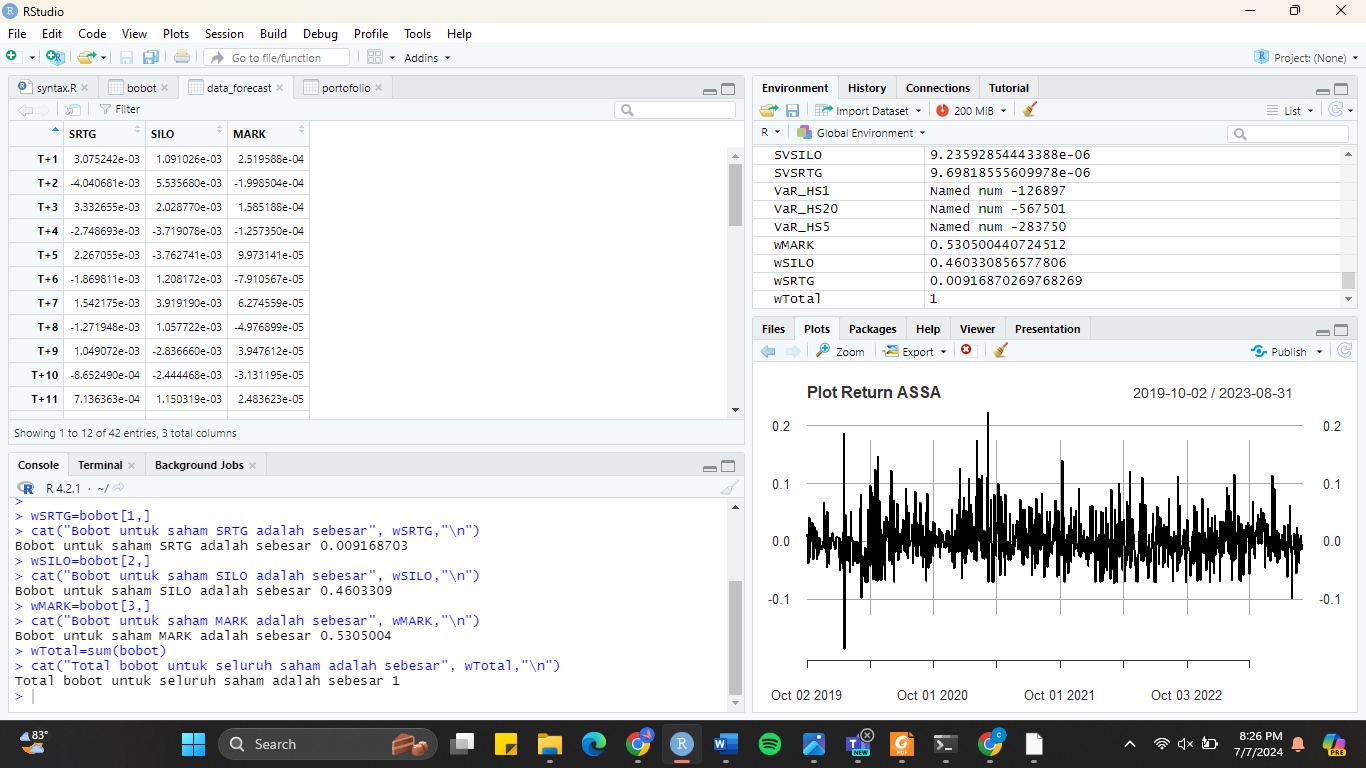 RStudio
File Edit Code View Plots Session Build Debug Profile Tools Help
Go to file/function Addins Project: (None)
syntax.R bobot data_forecast portofolio
Filter
SRTG SILO MARK
T+1 3.075242e-03 1.091026e-03 2.519588e-04
T+2 -4.040681e-03 5.535680e-03 -1.998504e-04
T+3 3.332655e-03 2.028770e-03 1.585188e-04
T+4 -2.748693e-03 -3.719078e-03 -1.257350e-04
T+5 2.267055e-03 -3.762741e-03 9.973141e-05
T+6 -1.869811e-03 1.208172e-03 -7.910567e-05
T+7 1.542175e-03 3.919190e-03 6.274559e-05
T+8 -1.271948e-03 1.057722e-03 -4.976899e-05
T+9 1.049072e-03 -2.836660e-03 3.947612e-05
T+10 -8.652490e-04 -2.444468e-03 -3.131195e-05
T+11 7.136363e-04 1.150319e-03 2.483623e-05
Showing 1 to 12 of 42 entries, 3 total columns
Console Terminal Background Jobs
R 4.2.1 · ~/
>
> wSRTG=bobot[1,]
> cat("Bobot untuk saham SRTG adalah sebesar", wSRTG,"\n")
Bobot untuk saham SRTG adalah sebesar 0.009168703
> wSILO=bobot[2,]
> cat("Bobot untuk saham SILO adalah sebesar", wSILO,"\n")
Bobot untuk saham SILO adalah sebesar 0.4603309
> wMARK=bobot[3,]
> cat("Bobot untuk saham MARK adalah sebesar", wMARK,"\n")
Bobot untuk saham MARK adalah sebesar 0.5305004
> wTotal=sum(bobot)
> cat("Total bobot untuk seluruh saham adalah sebesar", wTotal,"\n")
Total bobot untuk seluruh saham adalah sebesar 1
>
Environment History Connections Tutorial
Import Dataset 200 MiB List
R Global Environment
SVSILO 9.23592854443388e-06
SVSRTG 9.69818555609978e-06
VaR_HS1 Named num -126897
VaR_HS20 Named num -567501
VaR_HS5 Named num -283750
wMARK 0.530500440724512
wSILO 0.460330856577806
wSRTG 0.00916870269768269
wTotal 1
Files Plots Packages Help Viewer Presentation
Zoom Export Publish
Plot Return ASSA 2019-10-02 / 2023-08-31
0.2 0.2
0.1 0.1
0.0 0.0
-0.1 -0.1
Oct 02 2019 Oct 01 2020 Oct 01 2021 Oct 03 2022
83° Search NEW PDF 8:26 PM PRE
7/7/2024